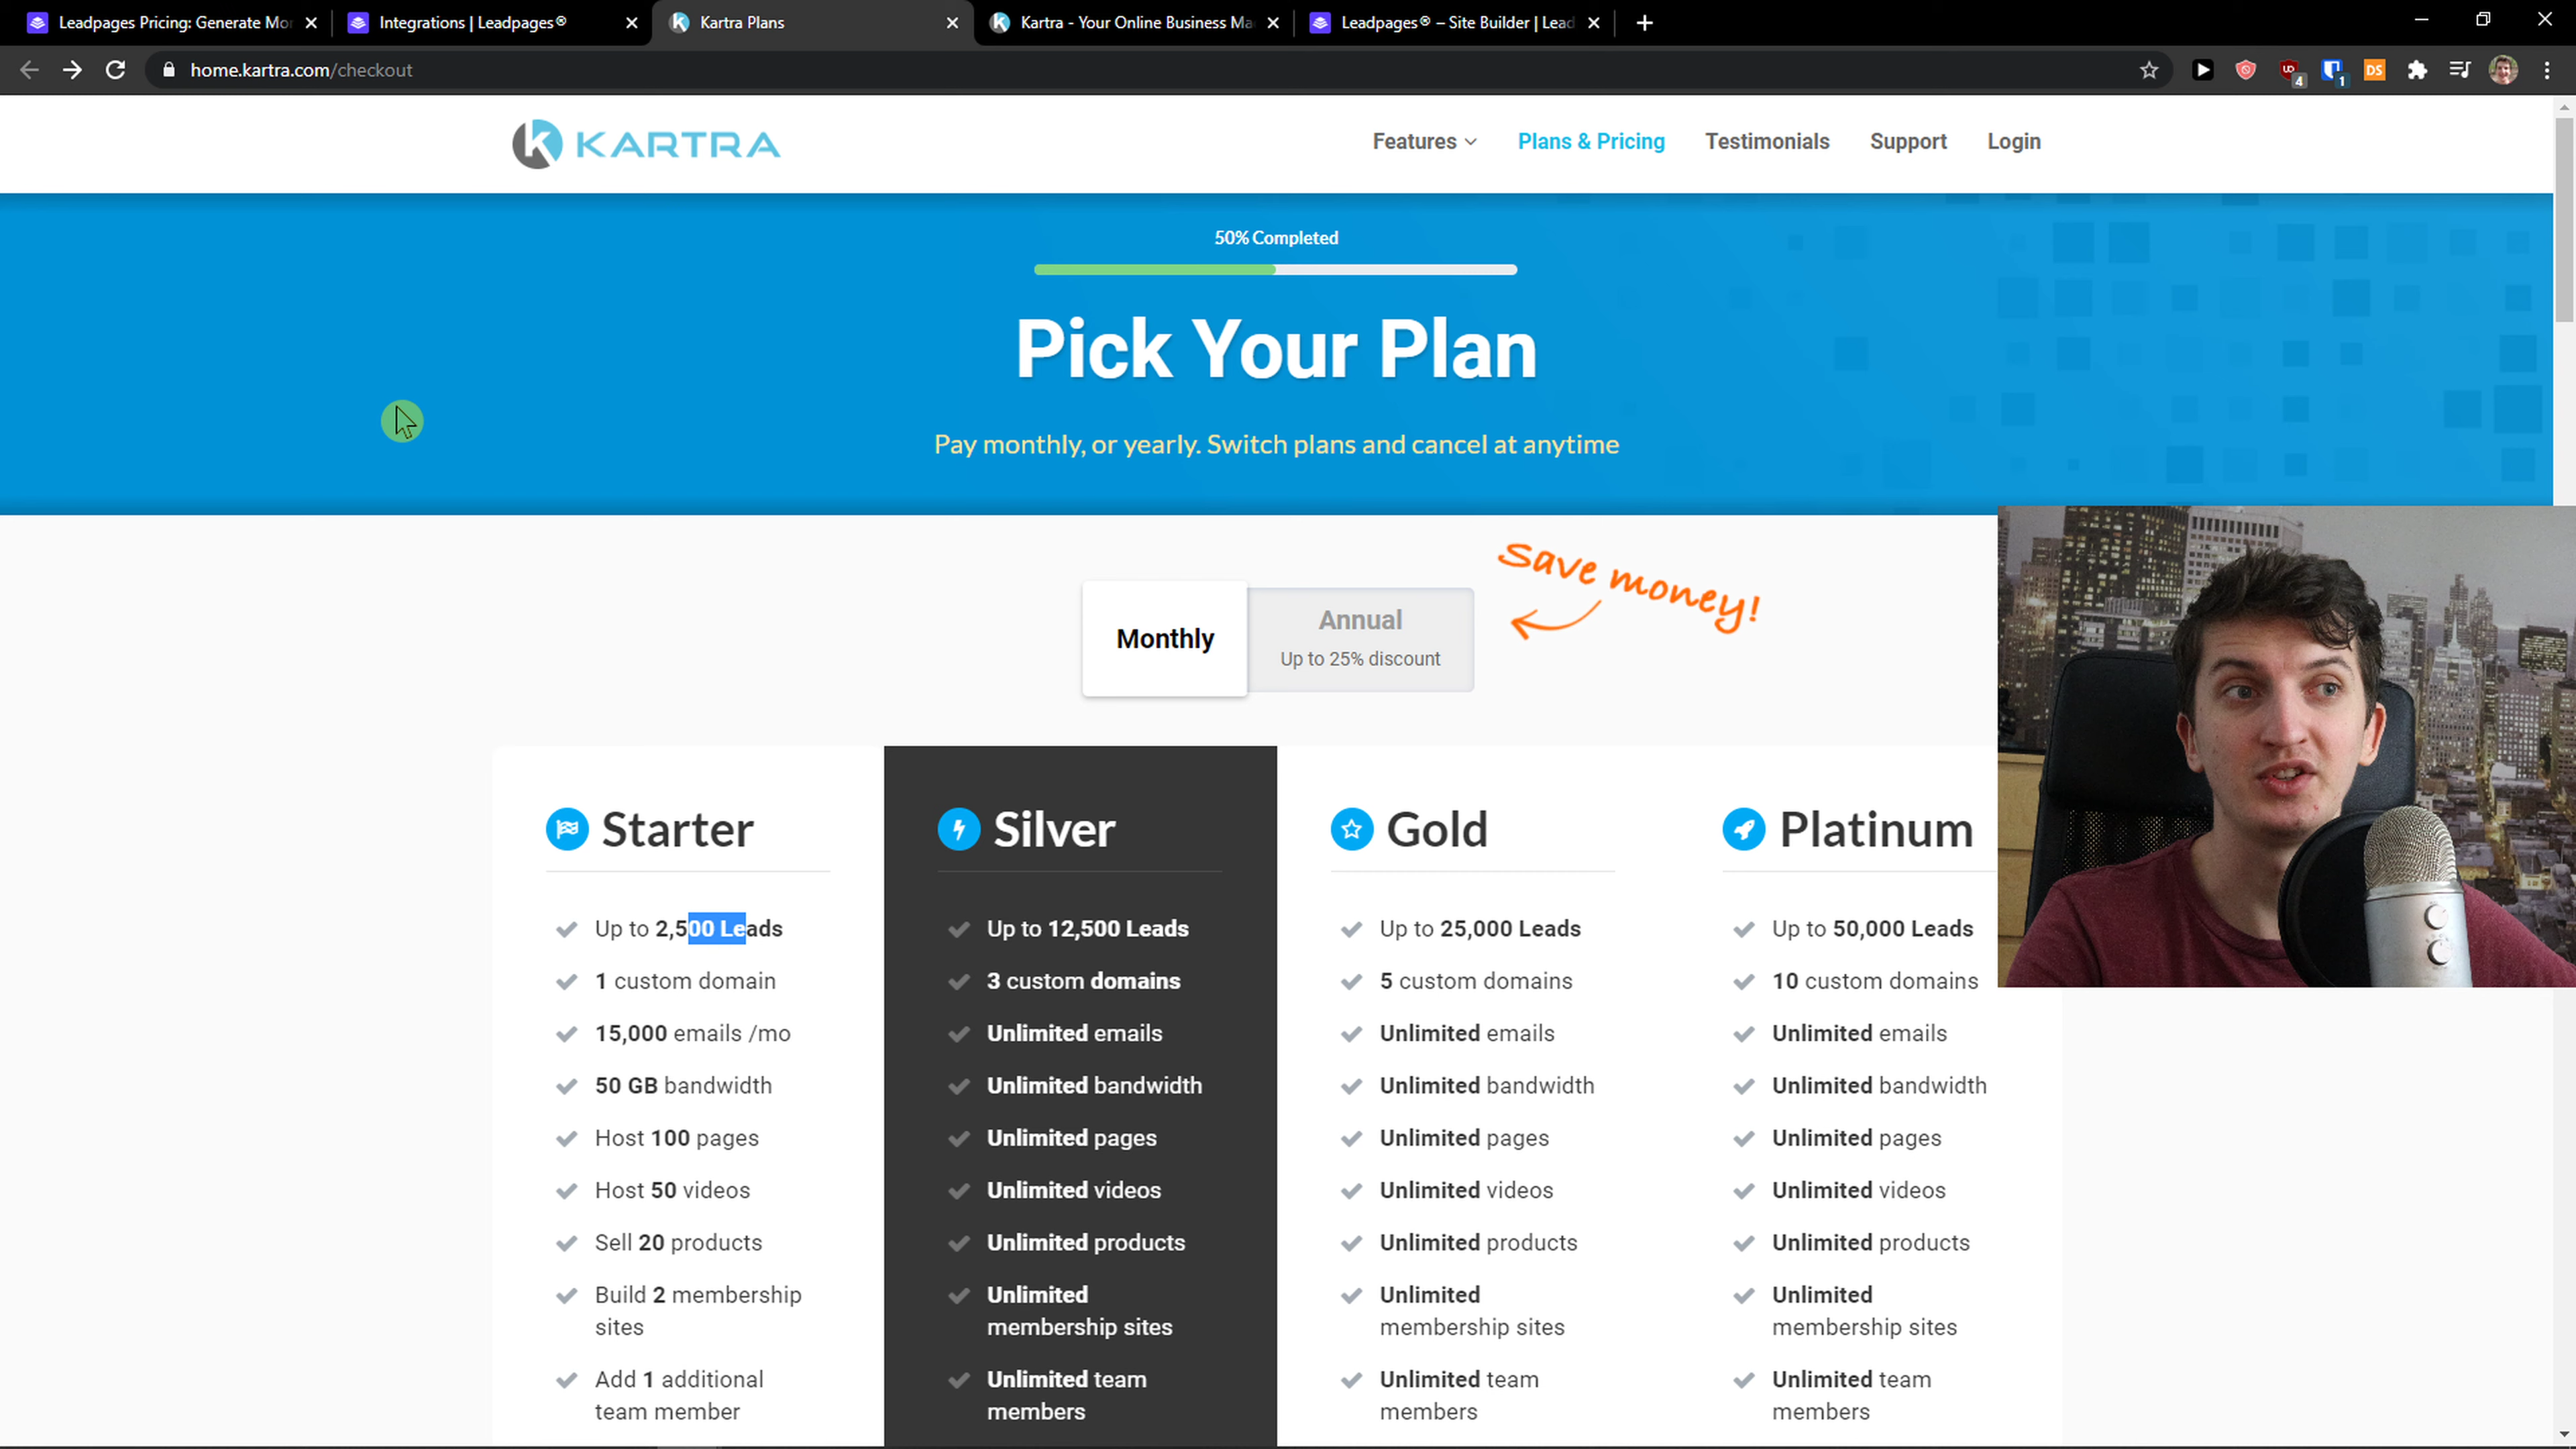 Leadpages Pricing: Generate Mor
Integrations | Leadpages®
Kartra Plans
Kartra - Your Online Business Ma
Leadpages® – Site Builder | Lead
home.kartra.com/checkout
UD
4
1
DS
KARTRA
Features
Plans & Pricing
Testimonials
Support
Login
50% Completed
Pick Your Plan
Pay monthly, or yearly. Switch plans and cancel at anytime
Monthly
Annual
Up to 25% discount
Save money!
Starter
Up to 2,500 Leads
1 custom domain
15,000 emails /mo
50 GB bandwidth
Host 100 pages
Host 50 videos
Sell 20 products
Build 2 membership
sites
Add 1 additional
team member
Silver
Up to 12,500 Leads
3 custom domains
Unlimited emails
Unlimited bandwidth
Unlimited pages
Unlimited videos
Unlimited products
Unlimited
membership sites
Unlimited team
members
Gold
Up to 25,000 Leads
5 custom domains
Unlimited emails
Unlimited bandwidth
Unlimited pages
Unlimited videos
Unlimited products
Unlimited
membership sites
Unlimited team
members
Platinum
Up to 50,000 Leads
10 custom domains
Unlimited emails
Unlimited bandwidth
Unlimited pages
Unlimited videos
Unlimited products
Unlimited
membership sites
Unlimited team
members